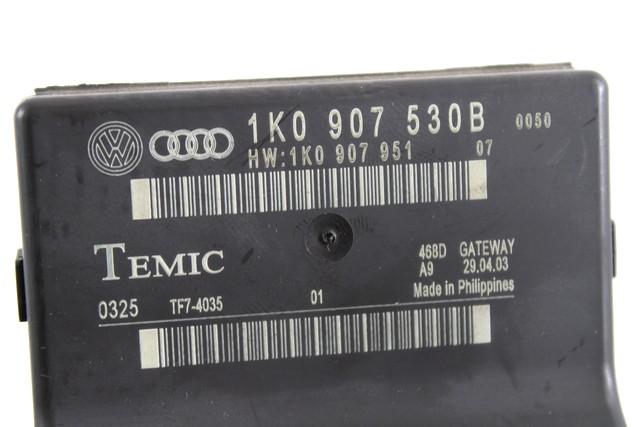 1K0 907 530B 0050
HW:1K0 907 951 07
TEMIC
468D GATEWAY
A9 29.04.03
Made in Philippines
0325 TF7-4035 01